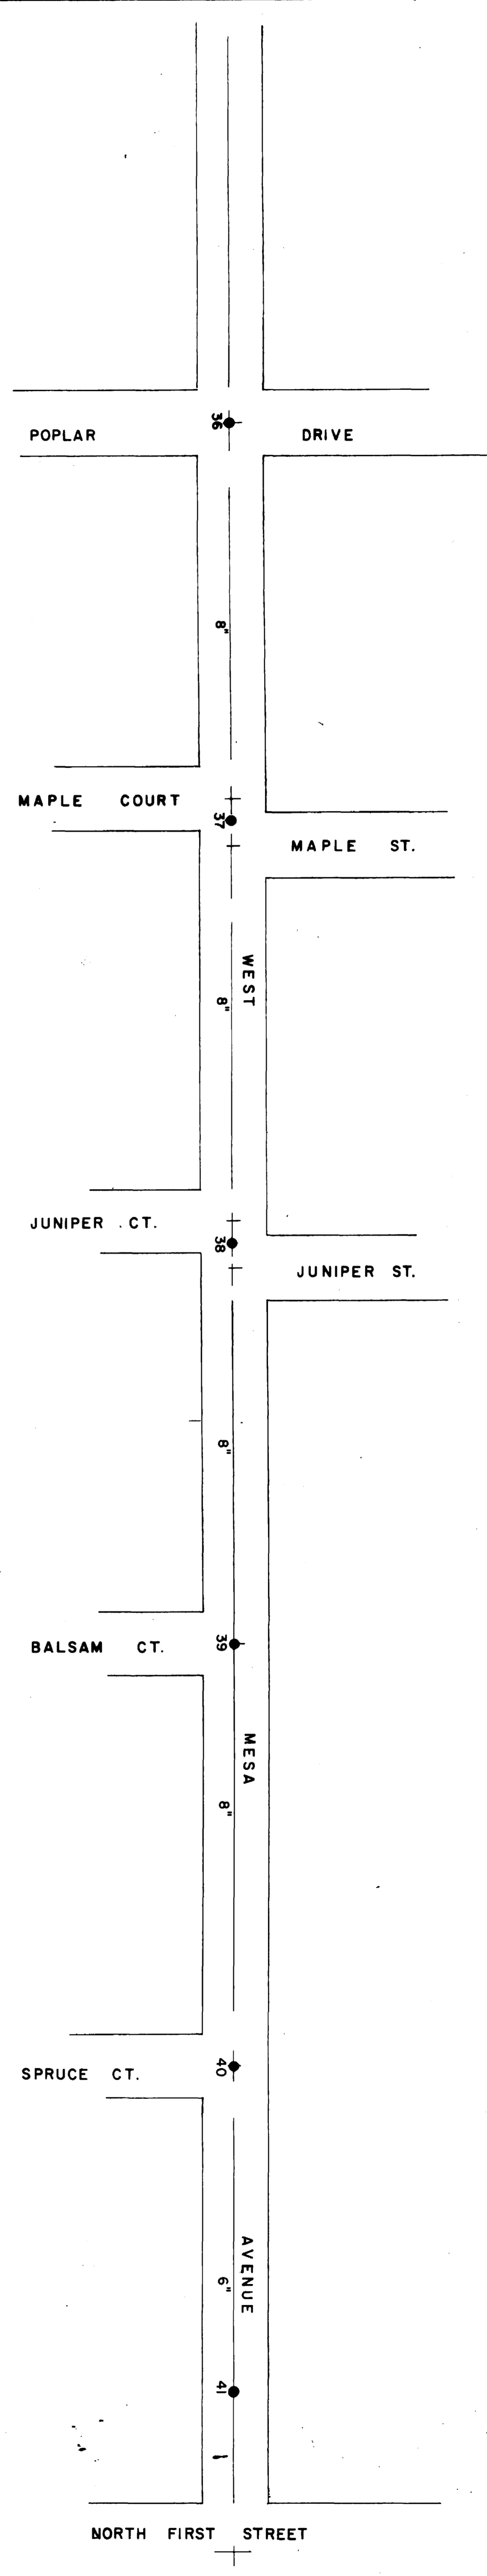 36
POPLAR DRIVE
8"
MAPLE COURT
37
MAPLE ST.
WEST
8"
JUNIPER CT.
38
JUNIPER ST.
8"
39
BALSAM CT.
MESA
8"
40
SPRUCE CT.
AVENUE
6"
41
NORTH FIRST STREET